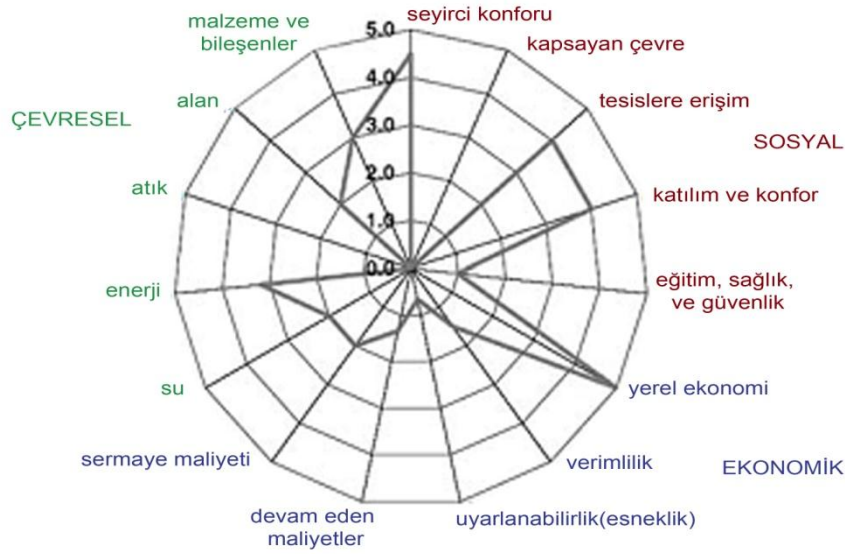 5.0
4.0
3.0
2.0
1.0
0.0
seyirci konforu
kapsayan çevre
tesislere erişim
SOSYAL
katılım ve konfor
eğitim, sağlık,
ve güvenlik
yerel ekonomi
verimlilik
EKONOMİK
uyarlanabilirlik(esneklik)
devam eden
maliyetler
sermaye maliyeti
su
enerji
atık
ÇEVRESEL
alan
malzeme ve
bileşenler